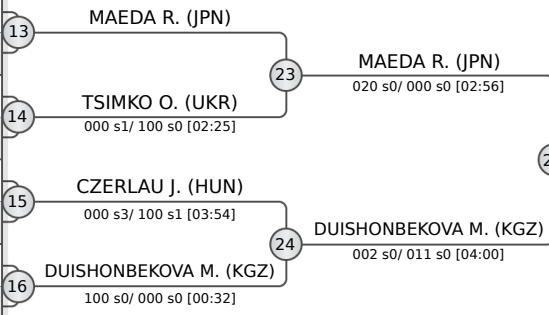 MAEDA R. (JPN)
13
23
MAEDA R. (JPN)
020 s0/ 000 s0 [02:56]
TSIMKO O. (UKR)
14
000 s1/ 100 s0 [02:25]
CZERLAU J. (HUN)
15
000 s3/ 100 s1 [03:54]
24
DUISHONBEKOVA M. (KGZ)
002 s0/ 011 s0 [04:00]
DUISHONBEKOVA M. (KGZ)
16
100 s0/ 000 s0 [00:32]